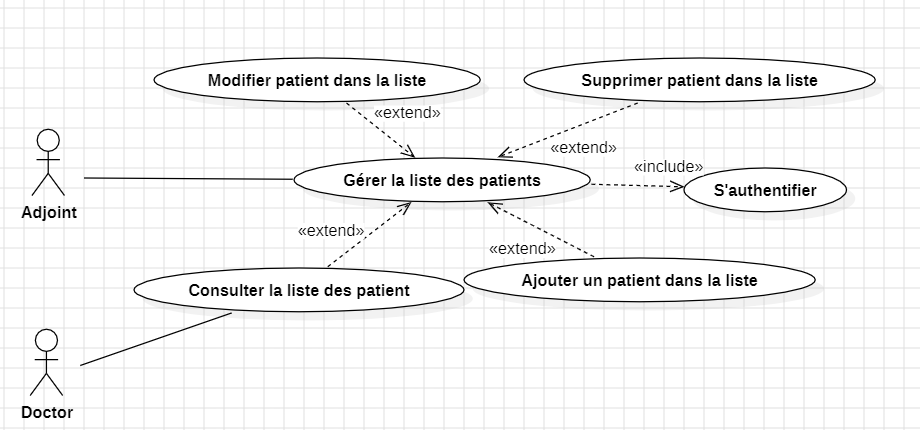 Modifier patient dans la liste
Supprimer patient dans la liste
«extend»
«extend»
«include»
Gérer la liste des patients
S'authentifier
Adjoint
«extend»
«extend»
Consulter la liste des patient
Ajouter un patient dans la liste
Doctor